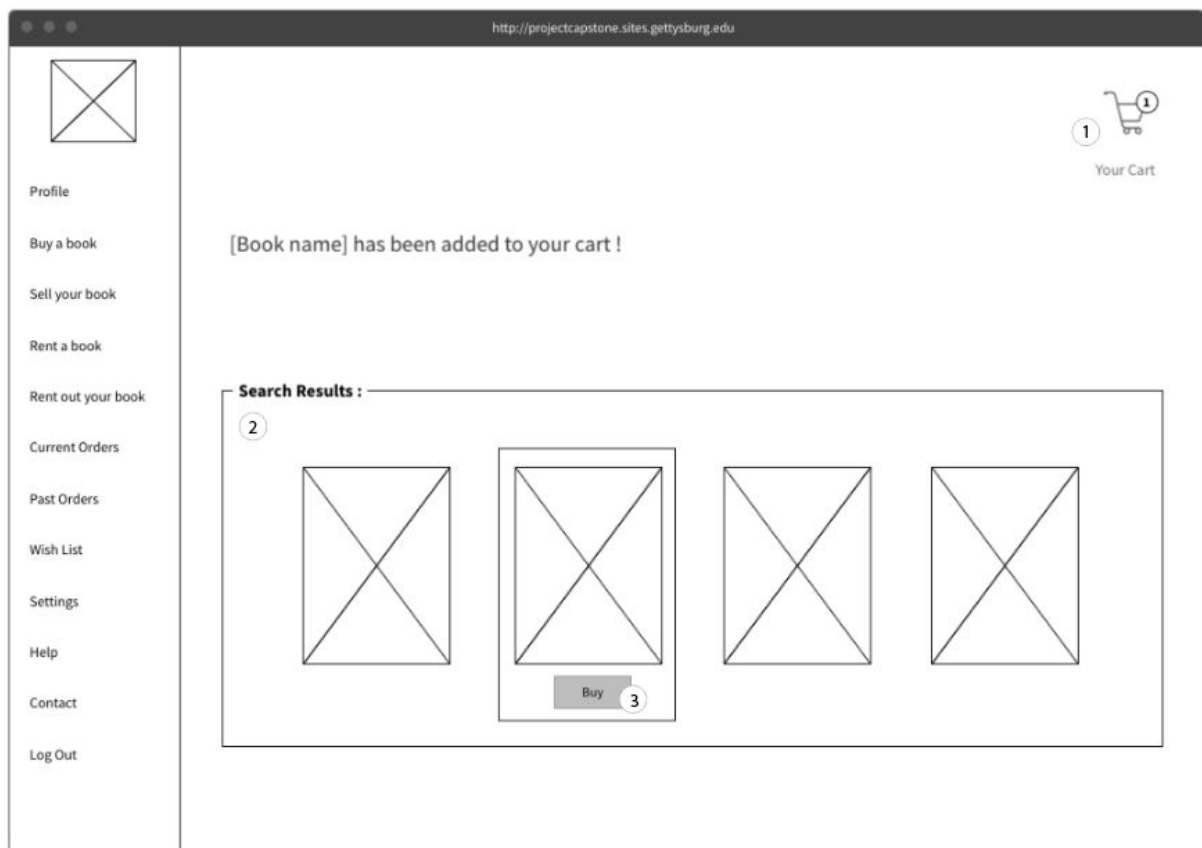 http://projectcapstone.sites.gettysburg.edu
1
1
Your Cart
Profile
Buy a book
[Book name] has been added to your cart !
Sell your book
Rent a book
Rent out your book
Search Results :
2
Current Orders
Past Orders
Wish List
Settings
Help
Buy
3
Contact
Log Out